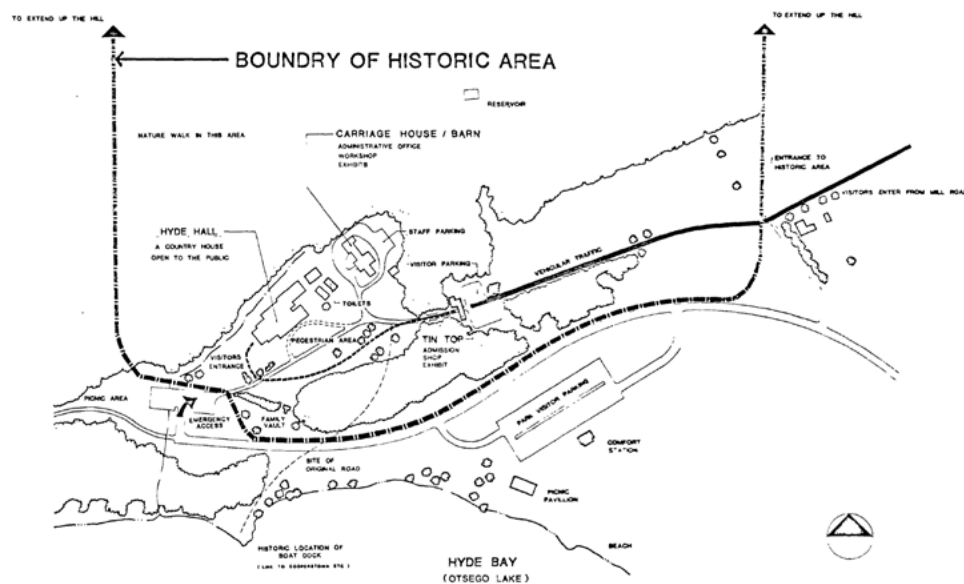 TO EXTEND UP THE HILL
TO EXTEND UP THE HILL
BOUNDRY OF HISTORIC AREA
RESERVOIR
NATURE WALK IN THIS AREA
CARRIAGE HOUSE / BARN
ADMINISTRATIVE OFFICE
WORKSHOP
EXHIBITS
ENTRANCE TO
HISTORIC AREA
VISITORS ENTER FROM MILL ROAD
HYDE HALL
A COUNTRY HOUSE
OPEN TO THE PUBLIC
STAFF PARKING
VISITOR PARKING
VEHICULAR TRAFFIC
TOILETS
PEDESTRIAN AREA
TIN TOP
ADMISSION
SHOP
EXHIBIT
VISITORS
ENTRANCE
PICNIC AREA
EMERGENCY
ACCESS
FAMILY
VAULT
PARK VISITOR PARKING
COMFORT
STATION
SITE OF
ORIGINAL ROAD
PICNIC
PAVILLION
HISTORIC LOCATION OF
BOAT DOCK
(LINK TO COOPERSTOWN ETC)
HYDE BAY
(OTSEGO LAKE)
BEACH